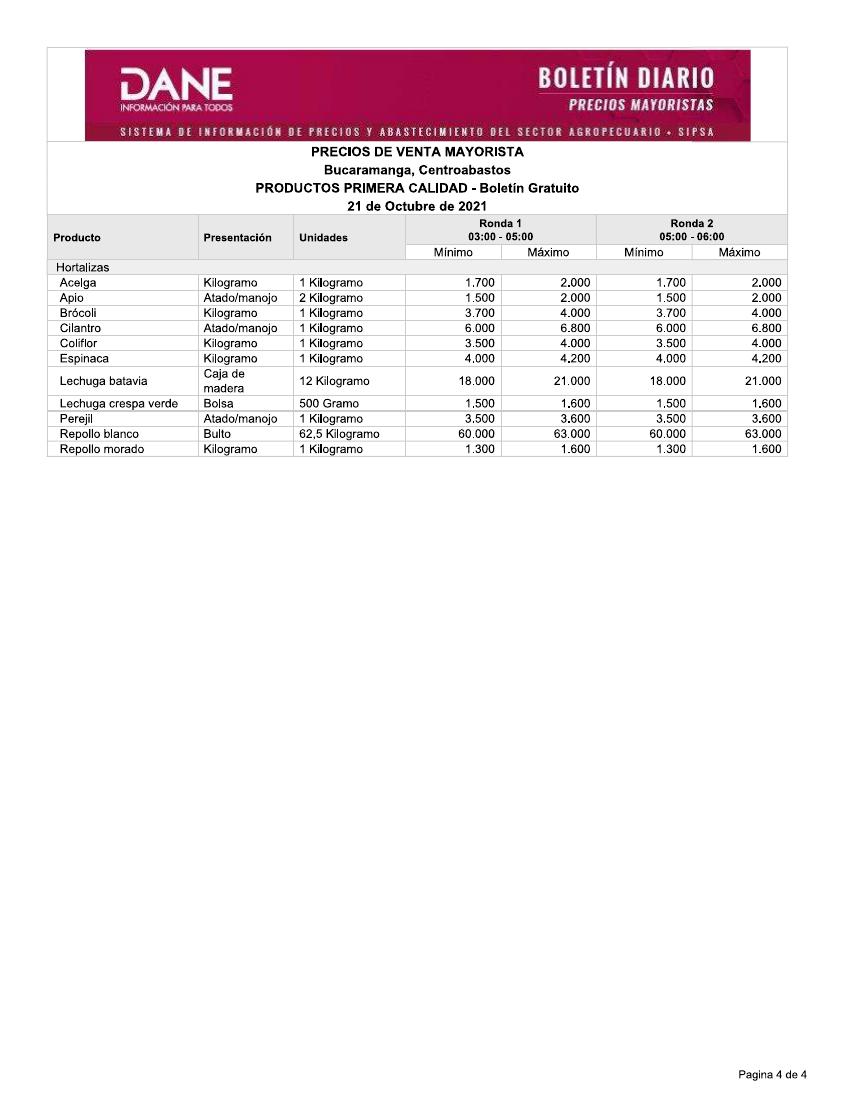 DANE
INFORMACIÓN PARA TODOS
BOLETÍN DIARIO
PRECIOS MAYORISTAS
SISTEMA DE INFORMACIÓN DE PRECIOS Y ABASTECIMIENTO DEL SECTOR AGROPECUARIO • SIPSA
PRECIOS DE VENTA MAYORISTA
Bucaramanga, Centroabastos
PRODUCTOS PRIMERA CALIDAD - Boletín Gratuito
21 de Octubre de 2021
Producto Presentación Unidades Ronda 1 03:00 - 05:00 Ronda 2 05:00 - 06:00
Mínimo Máximo Mínimo Máximo
Hortalizas
Acelga Kilogramo 1 Kilogramo 1.700 2.000 1.700 2.000
Apio Atado/manojo 2 Kilogramo 1.500 2.000 1.500 2.000
Brócoli Kilogramo 1 Kilogramo 3.700 4.000 3.700 4.000
Cilantro Atado/manojo 1 Kilogramo 6.000 6.800 6.000 6.800
Coliflor Kilogramo 1 Kilogramo 3.500 4.000 3.500 4.000
Espinaca Kilogramo 1 Kilogramo 4.000 4.200 4.000 4.200
Lechuga batavia Caja de madera 12 Kilogramo 18.000 21.000 18.000 21.000
Lechuga crespa verde Bolsa 500 Gramo 1.500 1.600 1.500 1.600
Perejil Atado/manojo 1 Kilogramo 3.500 3.600 3.500 3.600
Repollo blanco Bulto 62,5 Kilogramo 60.000 63.000 60.000 63.000
Repollo morado Kilogramo 1 Kilogramo 1.300 1.600 1.300 1.600
Pagina 4 de 4